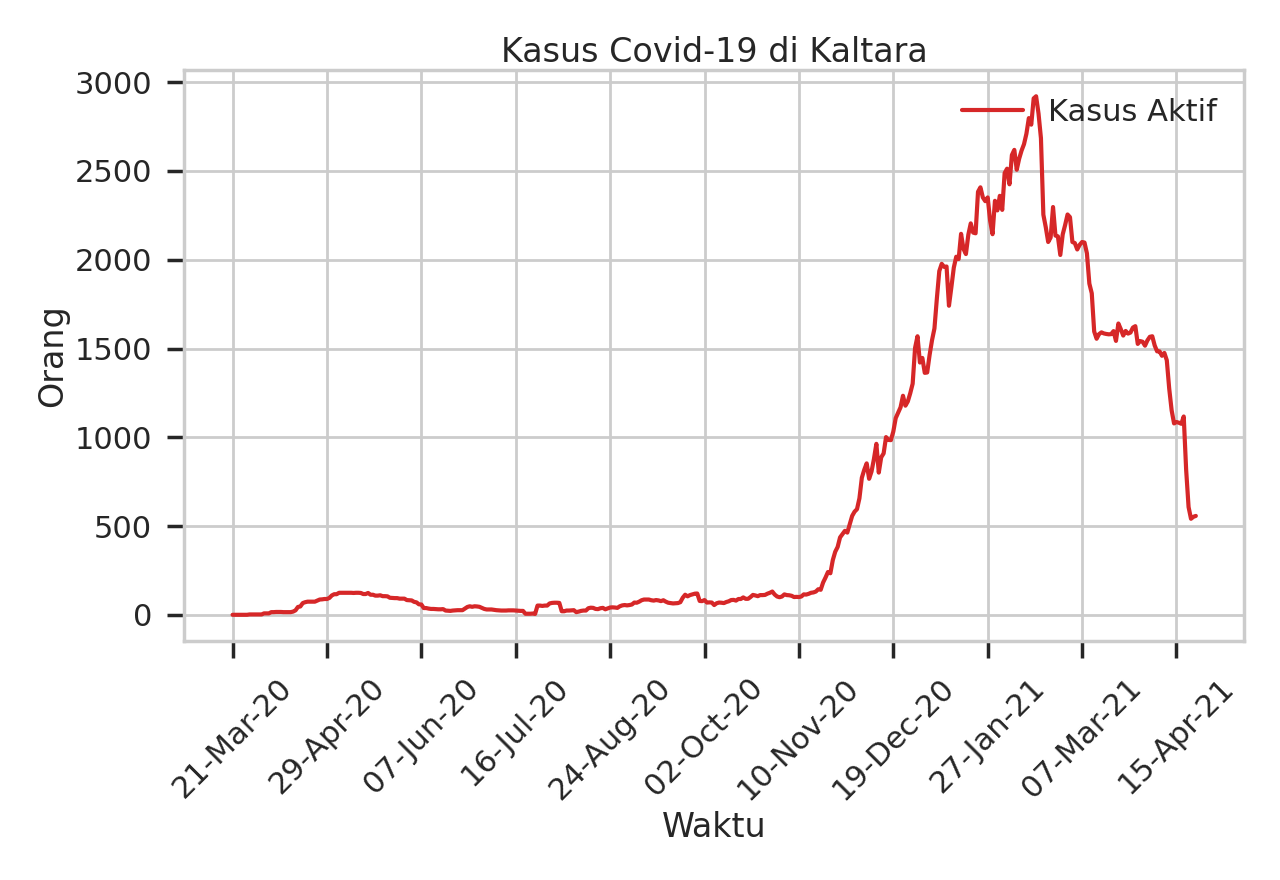 Kasus Covid-19 di Kaltara
Kasus Aktif
3000
2500
2000
1500
1000
500
0
Orang
21-Mar-20
29-Apr-20
07-Jun-20
16-Jul-20
24-Aug-20
02-Oct-20
10-Nov-20
19-Dec-20
27-Jan-21
07-Mar-21
15-Apr-21
Waktu